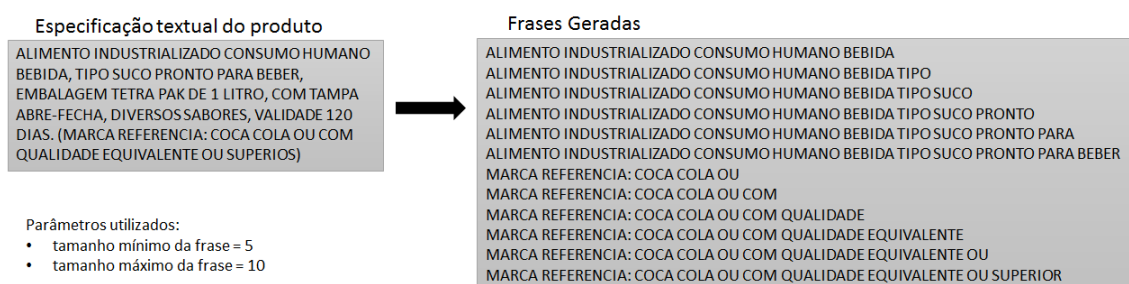 Especificação textual do produto
ALIMENTO INDUSTRIALIZADO CONSUMO HUMANO
BEBIDA, TIPO SUCO PRONTO PARA BEBER,
EMBALAGEM TETRA PAK DE 1 LITRO, COM TAMPA
ABRE-FECHA, DIVERSOS SABORES, VALIDADE 120
DIAS. (MARCA REFERENCIA: COCA COLA OU COM
QUALIDADE EQUIVALENTE OU SUPERIOS)
Parâmetros utilizados:
• tamanho mínimo da frase = 5
• tamanho máximo da frase = 10
Frases Geradas
ALIMENTO INDUSTRIALIZADO CONSUMO HUMANO BEBIDA
ALIMENTO INDUSTRIALIZADO CONSUMO HUMANO BEBIDA TIPO
ALIMENTO INDUSTRIALIZADO CONSUMO HUMANO BEBIDA TIPO SUCO
ALIMENTO INDUSTRIALIZADO CONSUMO HUMANO BEBIDA TIPO SUCO PRONTO
ALIMENTO INDUSTRIALIZADO CONSUMO HUMANO BEBIDA TIPO SUCO PRONTO PARA
ALIMENTO INDUSTRIALIZADO CONSUMO HUMANO BEBIDA TIPO SUCO PRONTO PARA BEBER
MARCA REFERENCIA: COCA COLA OU
MARCA REFERENCIA: COCA COLA OU COM
MARCA REFERENCIA: COCA COLA OU COM QUALIDADE
MARCA REFERENCIA: COCA COLA OU COM QUALIDADE EQUIVALENTE
MARCA REFERENCIA: COCA COLA OU COM QUALIDADE EQUIVALENTE OU
MARCA REFERENCIA: COCA COLA OU COM QUALIDADE EQUIVALENTE OU SUPERIOR